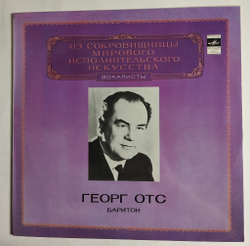 ИЗ СОКРОВИЩНИЦЫ
МИРОВОГО
ИСПОЛНИТЕЛЬСКОГО
ИСКУССТВА
ВОКАЛИСТЫ
ГЕОРГ ОТС
БАРИТОН